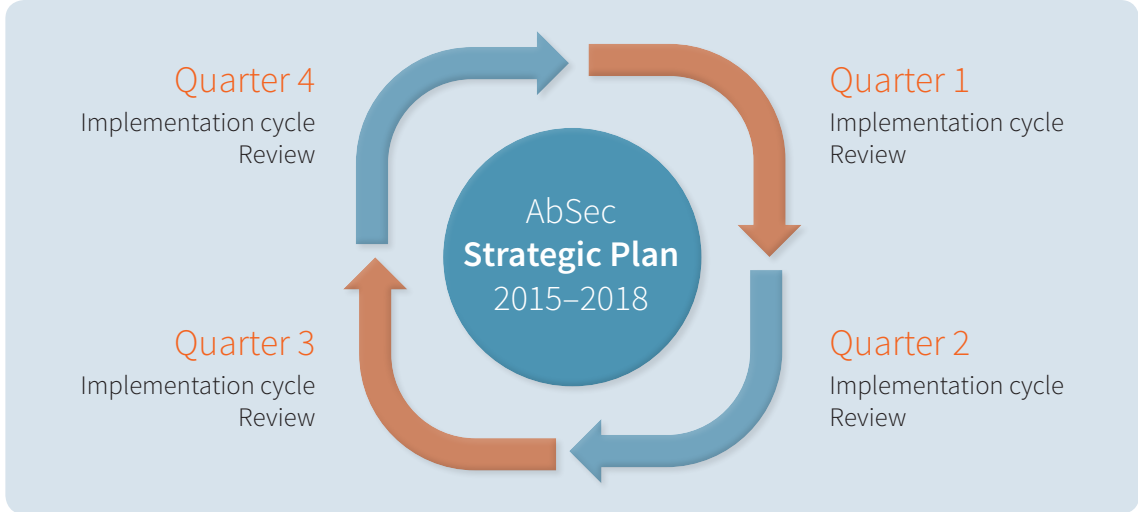 Quarter 4
Implementation cycle
Review
Quarter 1
Implementation cycle
Review
AbSec
Strategic Plan
2015–2018
Quarter 3
Implementation cycle
Review
Quarter 2
Implementation cycle
Review